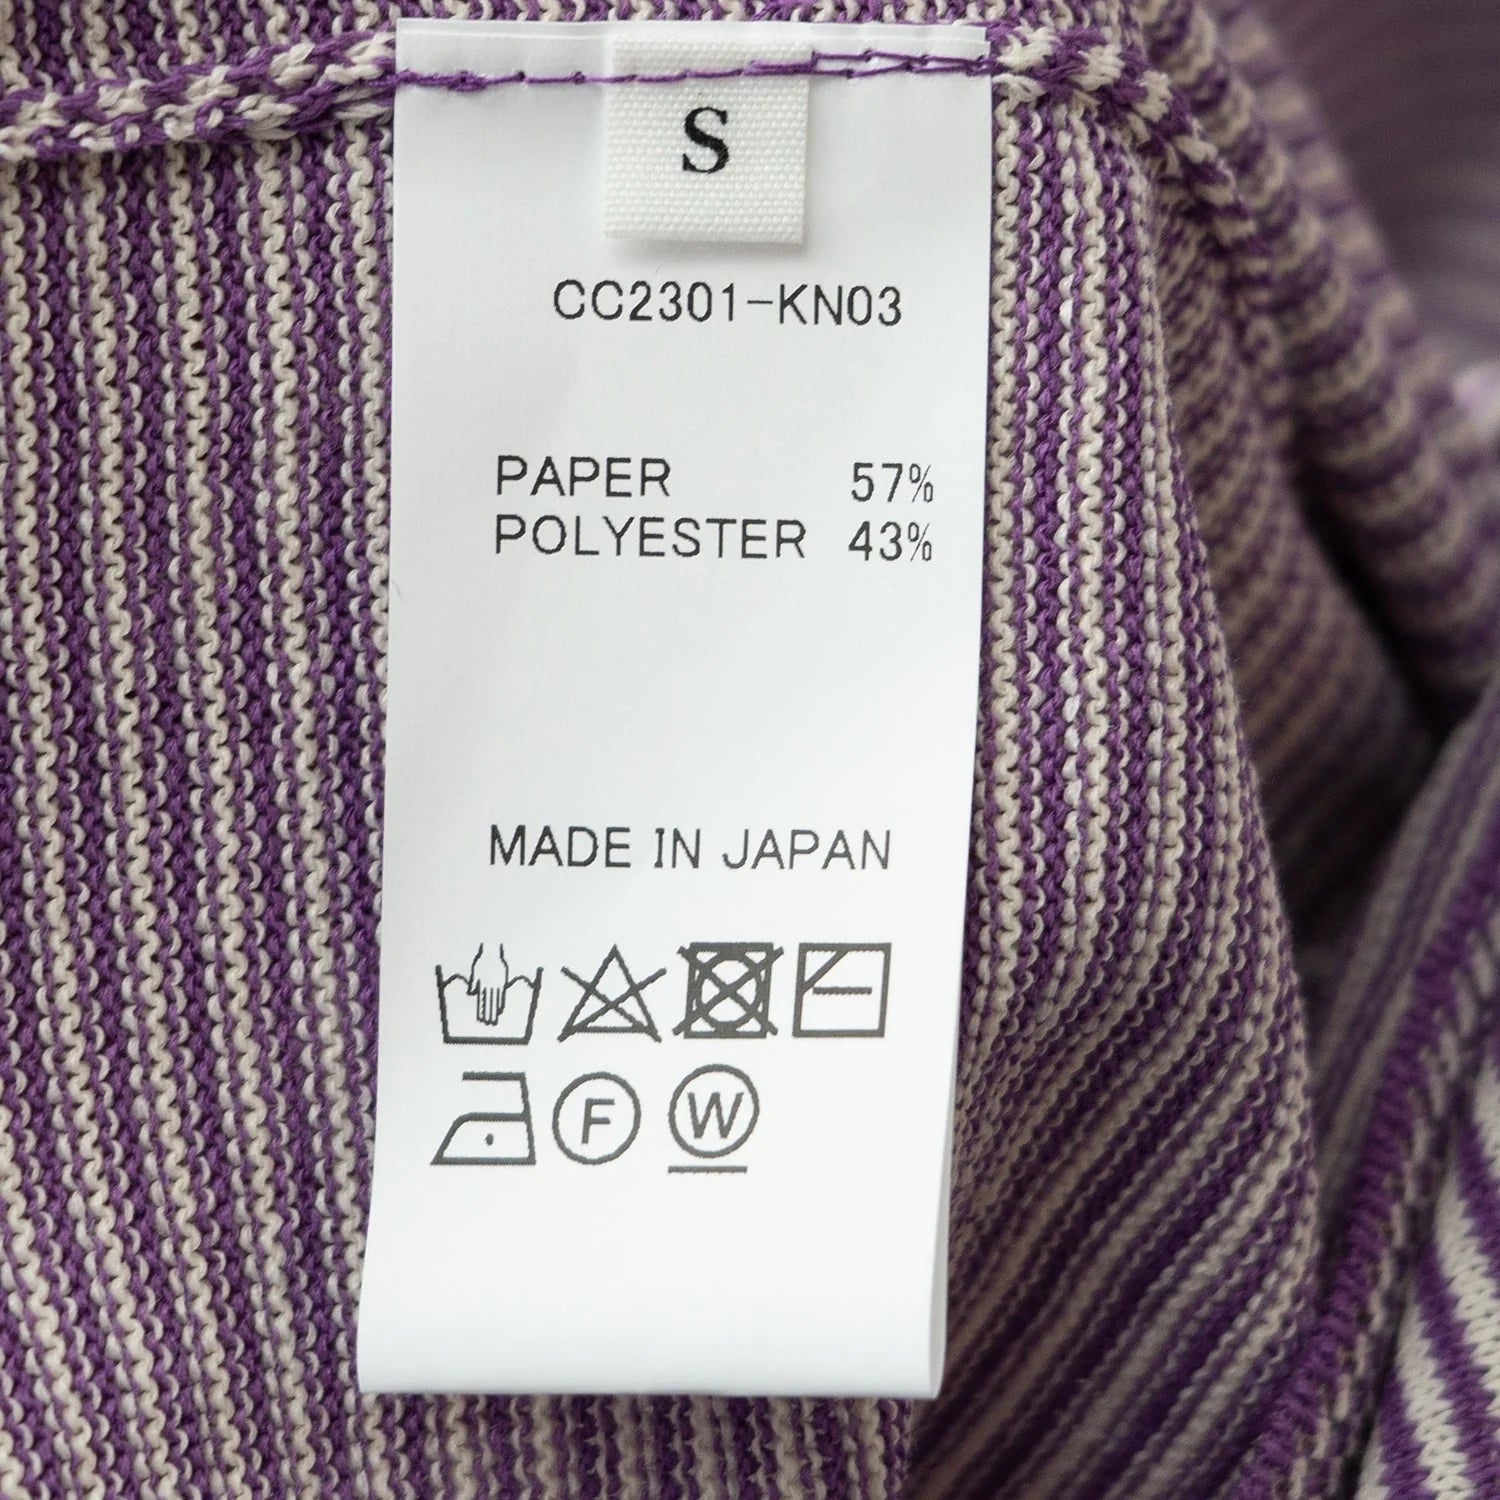 S
CC2301-KN03
PAPER 57%
POLYESTER 43%
MADE IN JAPAN
F W